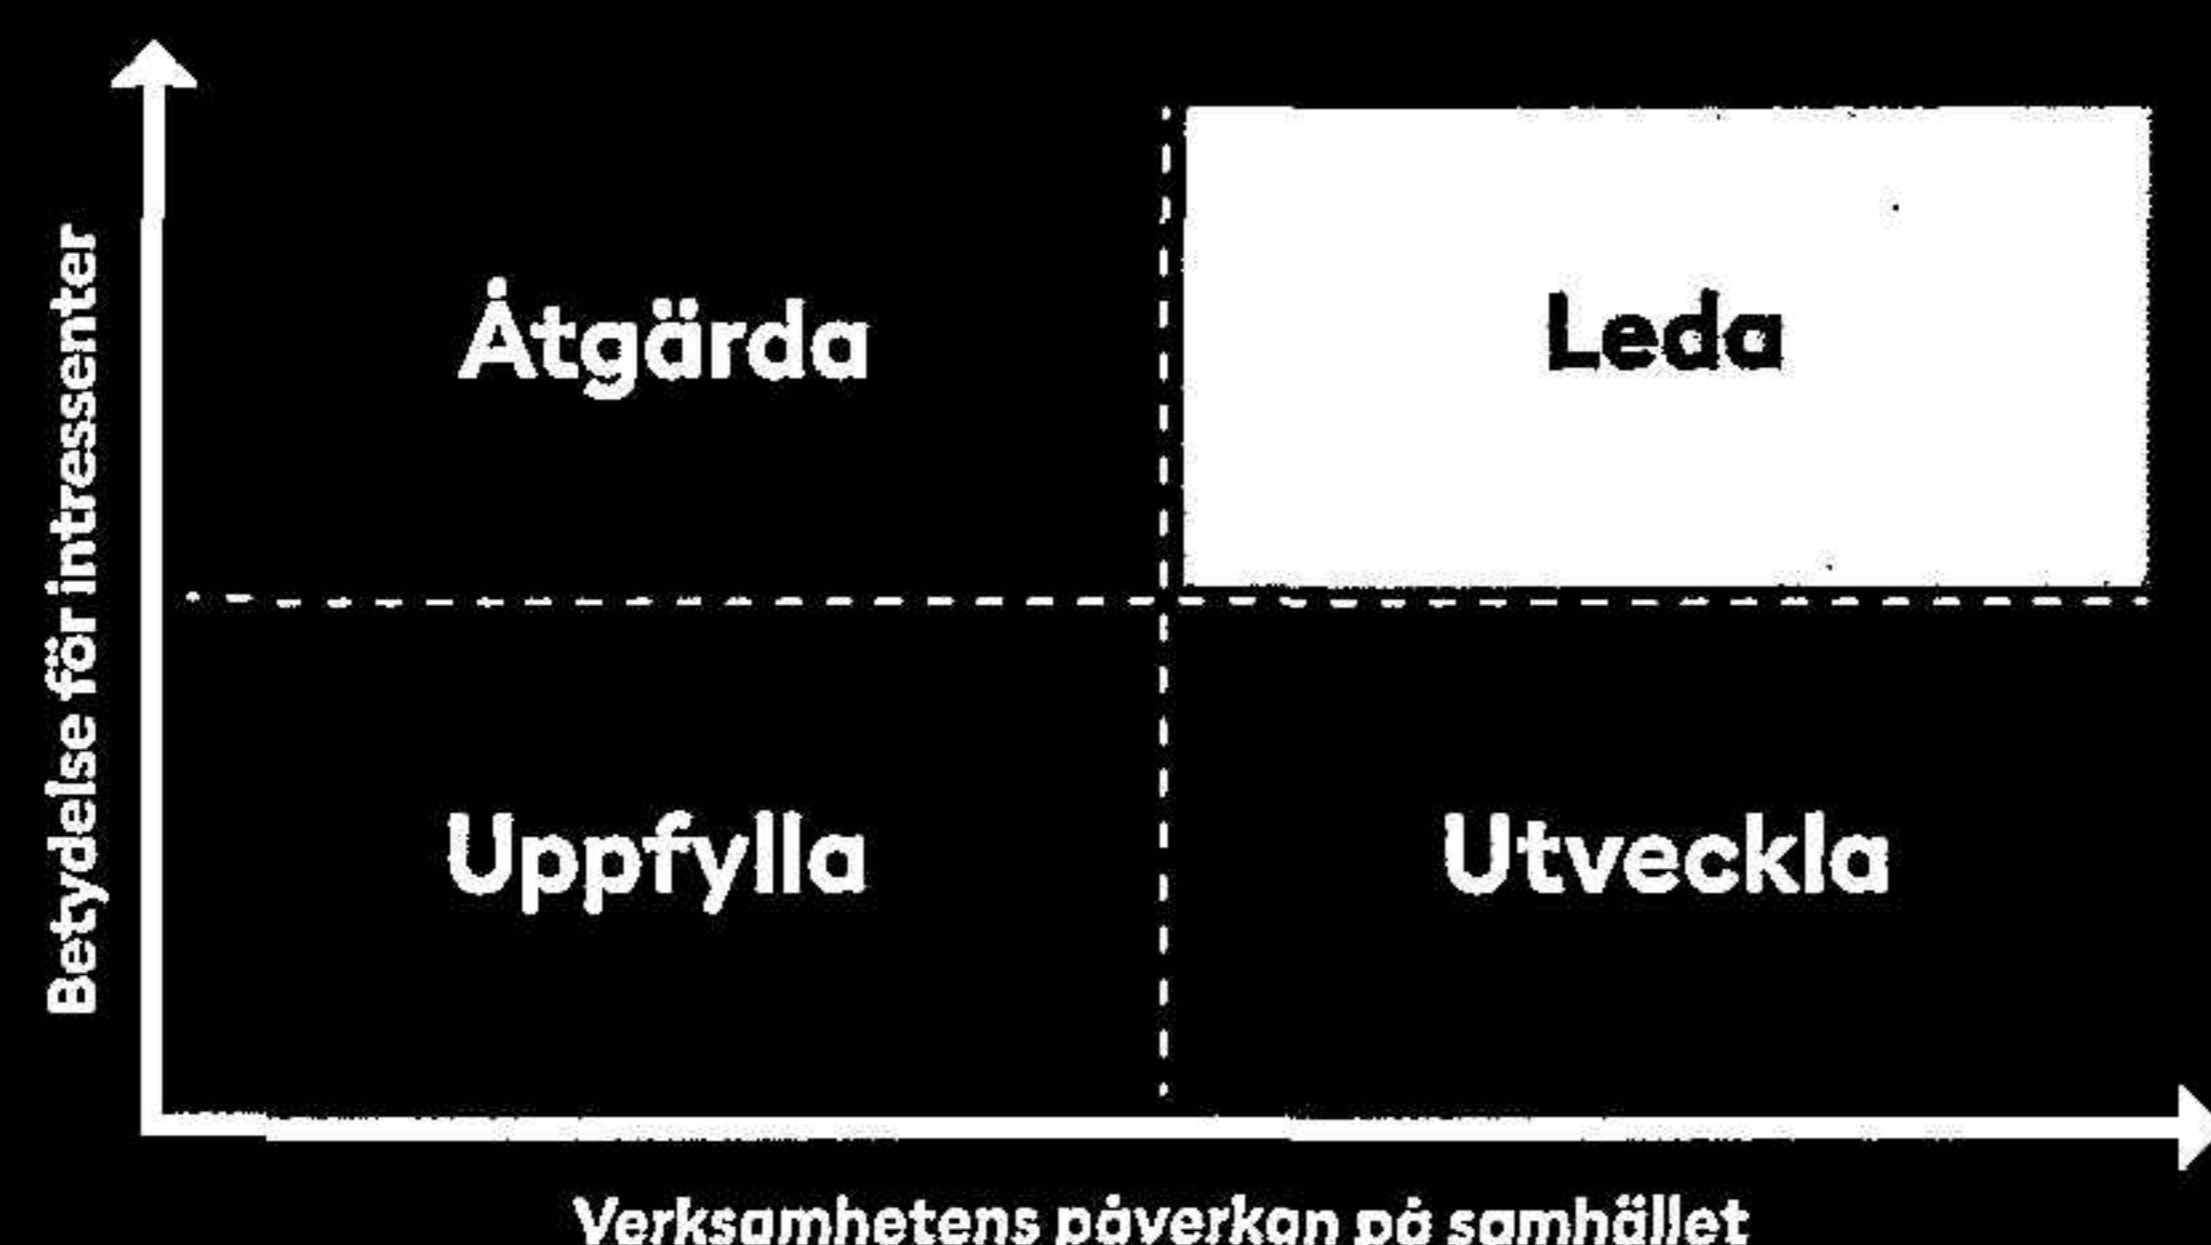 Betydelse för intressenter
Åtgärda
Leda
Uppfylla
Utveckla
Verksamhetens påverkan på samhället